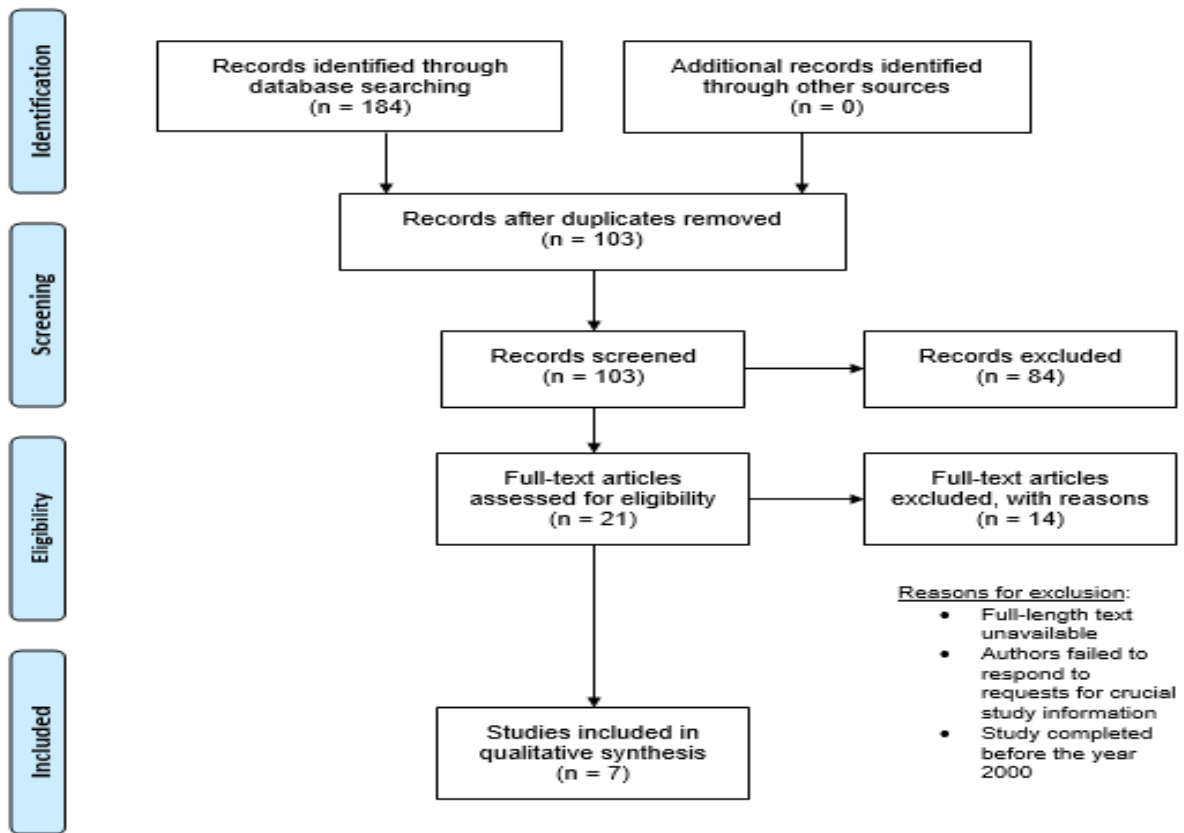 Identification
Records identified through
database searching
(n = 184)
Additional records identified
through other sources
(n = 0)
Records after duplicates removed
(n = 103)
Screening
Records screened
(n = 103)
Records excluded
(n = 84)
Eligibility
Full-text articles
assessed for eligibility
(n = 21)
Full-text articles
excluded, with reasons
(n = 14)
Reasons for exclusion:
• Full-length text
unavailable
• Authors failed to
respond to
requests for crucial
study information
• Study completed
before the year
2000
Included
Studies included in
qualitative synthesis
(n = 7)